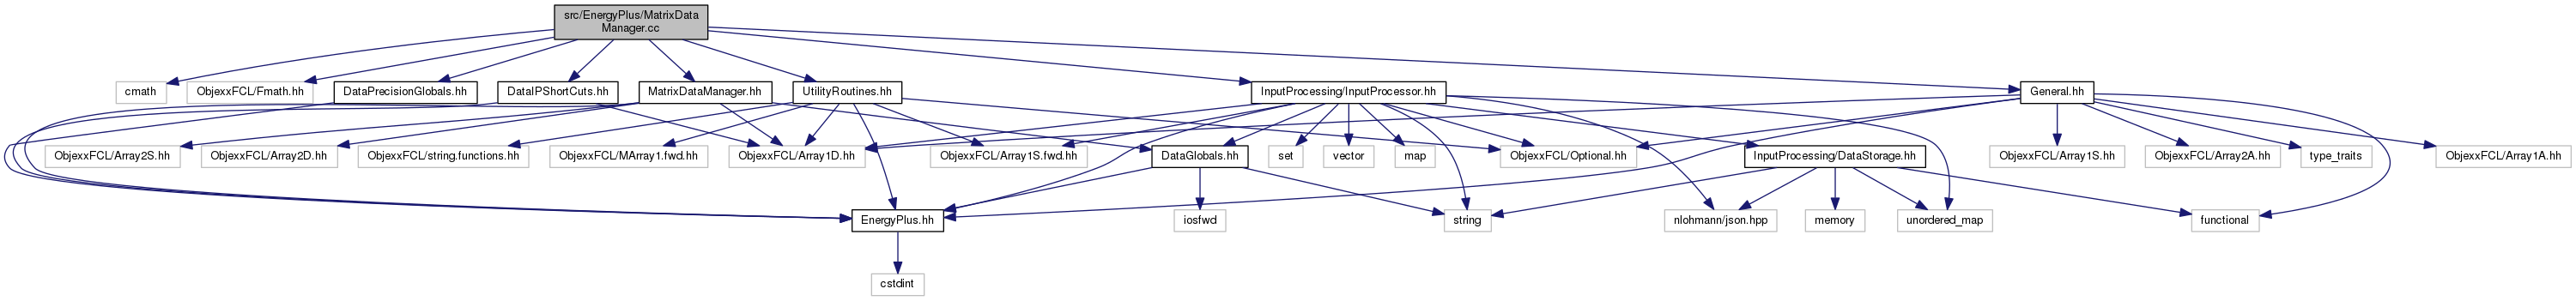 src/EnergyPlus/MatrixData
Manager.cc
cmath
ObjexxFCL/Fmath.hh
DataPrecisionGlobals.hh
DataIPShortCuts.hh
MatrixDataManager.hh
UtilityRoutines.hh
InputProcessing/InputProcessor.hh
General.hh
ObjexxFCL/Array2S.hh
ObjexxFCL/Array2D.hh
ObjexxFCL/string.functions.hh
ObjexxFCL/MArray1.fwd.hh
ObjexxFCL/Array1D.hh
ObjexxFCL/Array1S.fwd.hh
DataGlobals.hh
set
vector
map
ObjexxFCL/Optional.hh
InputProcessing/DataStorage.hh
ObjexxFCL/Array1S.hh
ObjexxFCL/Array2A.hh
type_traits
ObjexxFCL/Array1A.hh
EnergyPlus.hh
iosfwd
string
nlohmann/json.hpp
memory
unordered_map
functional
cstdint